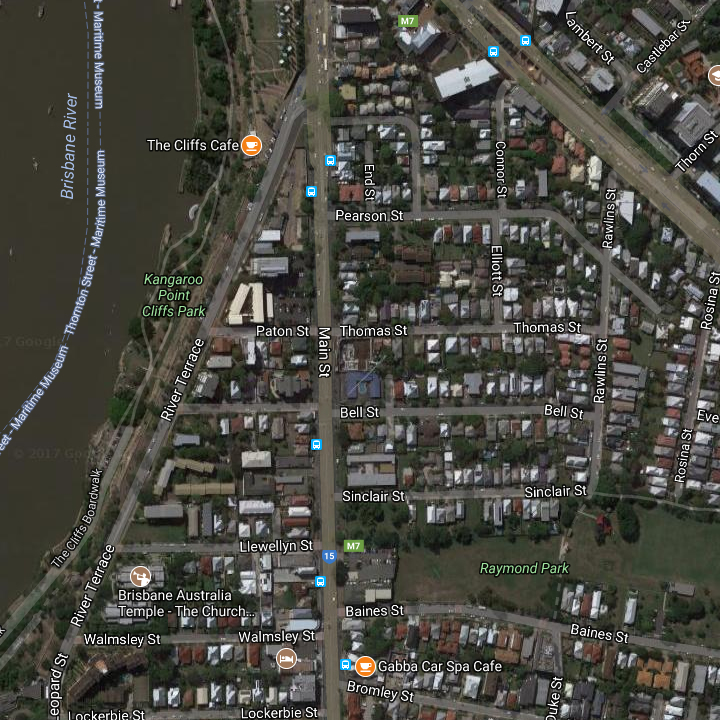 t. - Maritime Museum
M7
Lambert St
Castlebar St
Brisbane River
The Cliffs Cafe
Thorn St
End St
Connor St
Pearson St
Rawlins St
Thornton Street - Maritime Museum
Elliott St
Kangaroo
Point
Cliffs Park
Rosina St
Paton St
Main St
Thomas St
Thomas St
River Terrace
Rawlins St
eet - Maritime Museum
Bell St
Bell St
Eve
© 2017 Goog
Rosina St
Sinclair St
Sinclair St
The Cliffs Boardwalk
Llewellyn St
M7
15
River Terrace
Raymond Park
Brisbane Australia
Temple - The Church...
Baines St
Baines St
Walmsley St
Walmsley St
Gabba Car Spa Cafe
Leopard St
Bromley St
Duke St
Lockerbie St
Lockerbie St